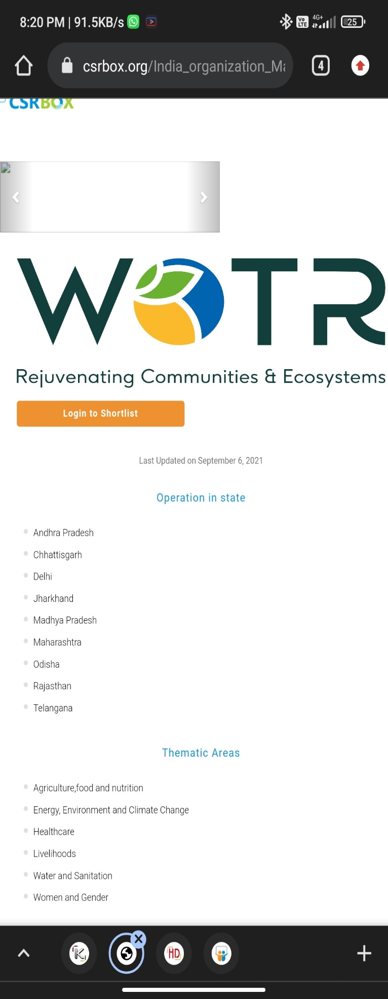 8:20 PM | 91.5KB/s
Vo LTE 4G+ 25
csrbox.org/India_organization_Ma
4
CSRBOX
WOTR
Rejuvenating Communities & Ecosystems
Login to Shortlist
Last Updated on September 6, 2021
Operation in state
Andhra Pradesh
Chhattisgarh
Delhi
Jharkhand
Madhya Pradesh
Maharashtra
Odisha
Rajasthan
Telangana
Thematic Areas
Agriculture,food and nutrition
Energy, Environment and Climate Change
Healthcare
Livelihoods
Water and Sanitation
Women and Gender
K HD